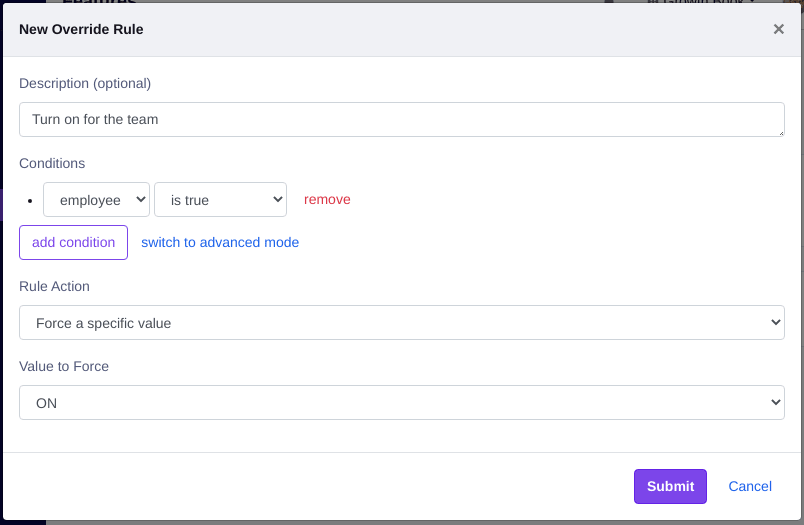 New Override Rule
×
Description (optional)
Turn on for the team
Conditions
• employee is true remove
add condition switch to advanced mode
Rule Action
Force a specific value
Value to Force
ON
Submit Cancel